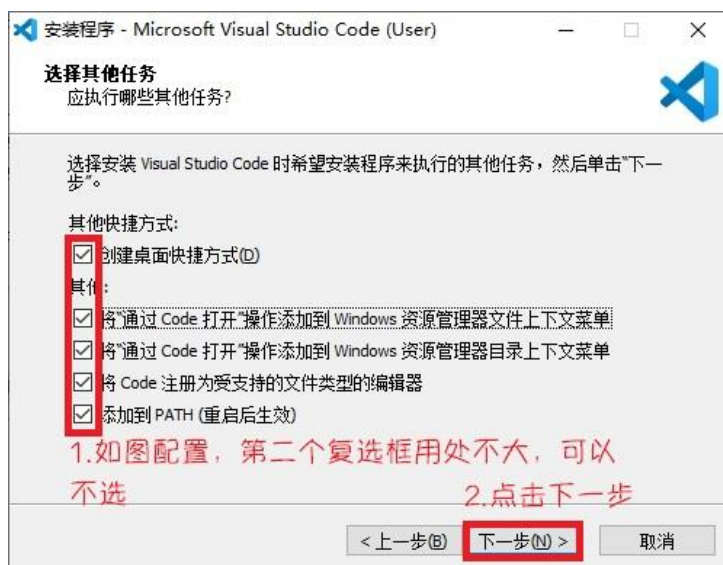 安装程序 - Microsoft Visual Studio Code (User)
选择其他任务
应执行哪些其他任务?
选择安装 Visual Studio Code 时希望安装程序来执行的其他任务，然后单击“下一
步”。
其他快捷方式:
创建桌面快捷方式(D)
其他:
将“通过 Code 打开“操作添加到 Windows 资源管理器文件上下文菜单
将“通过 Code 打开“操作添加到 Windows 资源管理器目录上下文菜单
将 Code 注册为受支持的文件类型的编辑器
添加到 PATH (重启后生效)
1.如图配置，第二个复选框用处不大，可以
不选
2.点击下一步
< 上一步(B)
下一步(N) >
取消